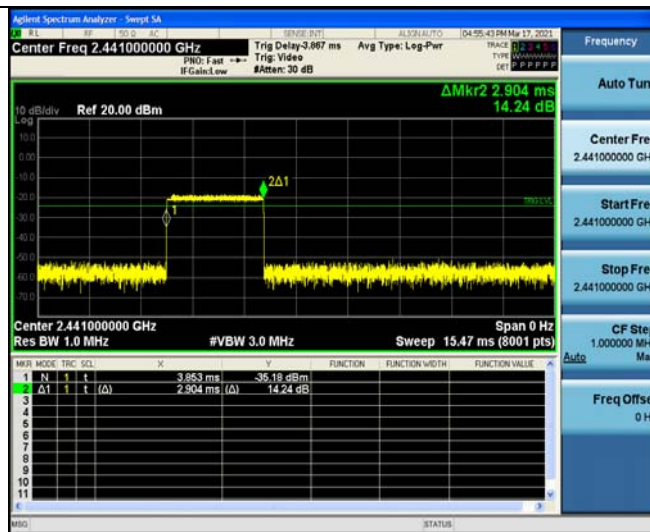 Agilent Spectrum Analyzer - Swept SA
RL RF 50 Ω AC SENSE:INT ALIGN AUTO 04:55:43 PM Mar 17, 2021
Center Freq 2.441000000 GHz
PNO: Fast
IFGain:Low
Trig Delay-3.867 ms
Trig: Video
#Atten: 30 dB
Avg Type: Log-Pwr
TRACE 1 2 3 4 5 6
TYPE
DET P P P P P P
ΔMkr2 2.904 ms
14.24 dB
10 dB/div Ref 20.00 dBm
Log
10.0
0.00
-10.0
-20.0
-30.0
-40.0
-50.0
-60.0
-70.0
2Δ1
1
TRIG LVL
Center 2.441000000 GHz Span 0 Hz
Res BW 1.0 MHz #VBW 3.0 MHz Sweep 15.47 ms (8001 pts)
MKR MODE TRC SCL X Y FUNCTION FUNCTION WIDTH FUNCTION VALUE
1 N 1 t 3.853 ms -35.18 dBm
2 Δ1 1 t (Δ) 2.904 ms (Δ) 14.24 dB
3
4
5
6
7
8
9
10
11
MSG STATUS
Frequency
Auto Tun
Center Fre
2.441000000 GH
Start Fre
2.441000000 GH
Stop Fre
2.441000000 GH
CF Ste
1.000000 MH
Auto Ma
Freq Offse
0 H